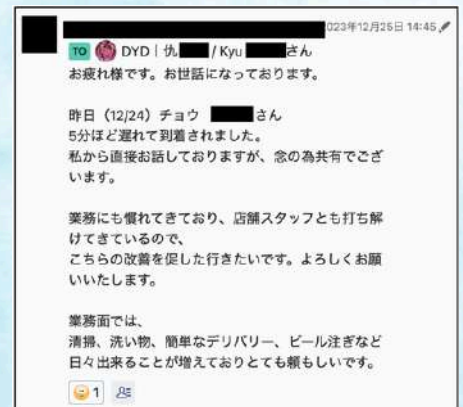 2023年12月25日 14:45
TO DYD | 仇 / Kyu さん
お疲れ様です。お世話になっております。
昨日（12/24）チョウ さん
5分ほど遅れて到着されました。
私から直接お話しておりますが、念の為共有でござ
います。
業務にも慣れてきており、店舗スタッフとも打ち解
けてきているので、
こちらの改善を促した行きたいです。よろしくお願
いいたします。
業務面では、
清掃、洗い物、簡単なデリバリー、ビール注ぎなど
日々出来ることが増えておりとても頼もしいです。
1